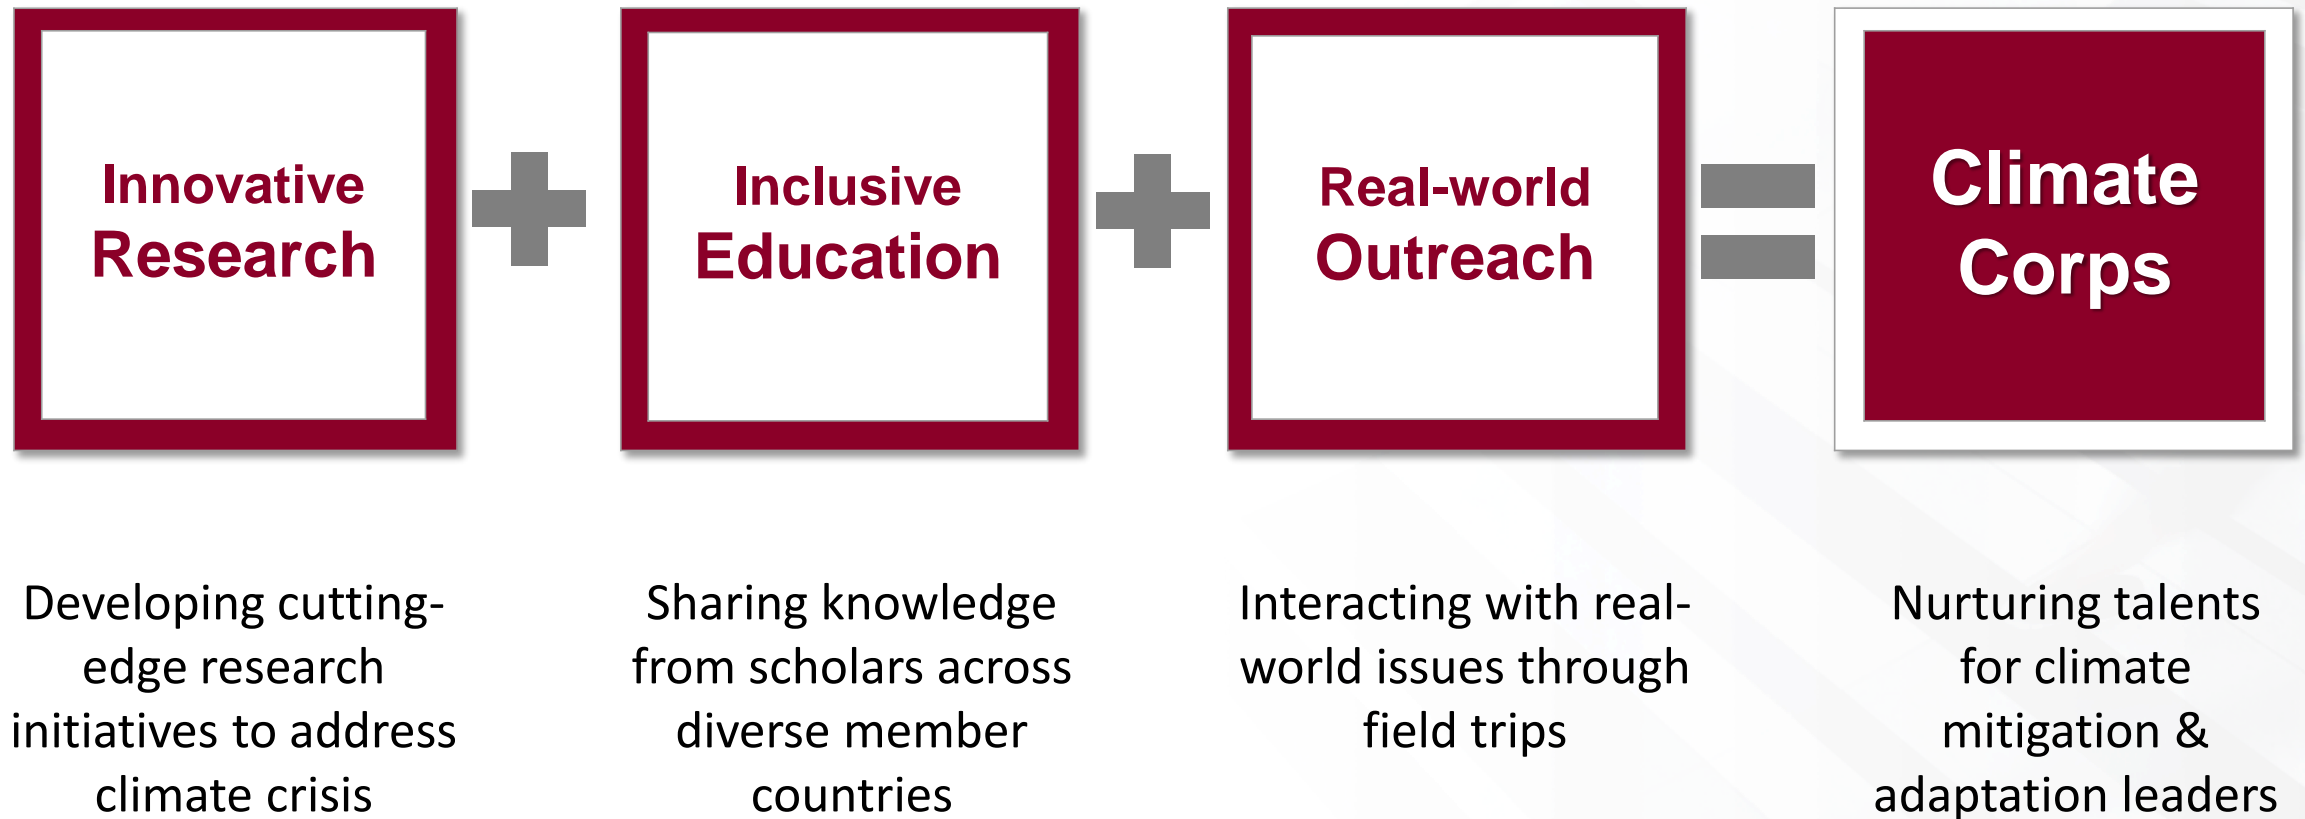 Innovative
Research
Inclusive
Education
Real-world
Outreach
Climate
Corps
Developing cutting-
edge research
initiatives to address
climate crisis
Sharing knowledge
from scholars across
diverse member
countries
Interacting with real-
world issues through
field trips
Nurturing talents
for climate
mitigation &
adaptation leaders